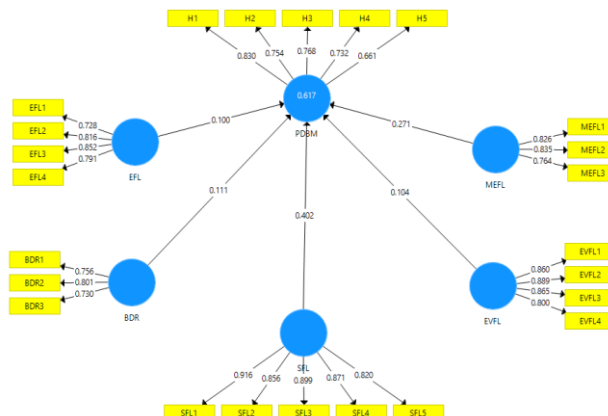 H1 H2 H3 H4 H5
0.830 0.754 0.768 0.732 0.661
0.617
PDBM
EFL1
EFL2
EFL3
EFL4
0.728
0.816
0.852
0.791
EFL
0.100
0.271
MEFL
0.826
0.835
0.764
MEFL1
MEFL2
MEFL3
0.111
0.402
0.104
BDR1
BDR2
BDR3
0.756
0.801
0.730
BDR
EVFL
0.860
0.889
0.865
0.800
EVFL1
EVFL2
EVFL3
EVFL4
SFL
0.916 0.856 0.899 0.871 0.820
SFL1 SFL2 SFL3 SFL4 SFL5